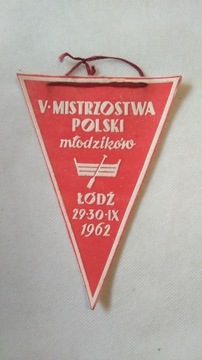 V·MISTRZOSTWA
POLSKI
młodzików
ŁÓDŹ
29-30-IX
1962